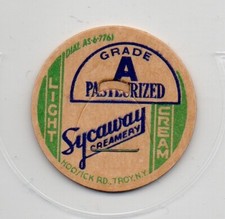 DIAL AS-6-7761
GRADE
A
PASTEURIZED
LIGHT
CREAM
Sycaway
CREAMERY
HOOSICK RD., TROY, N.Y.